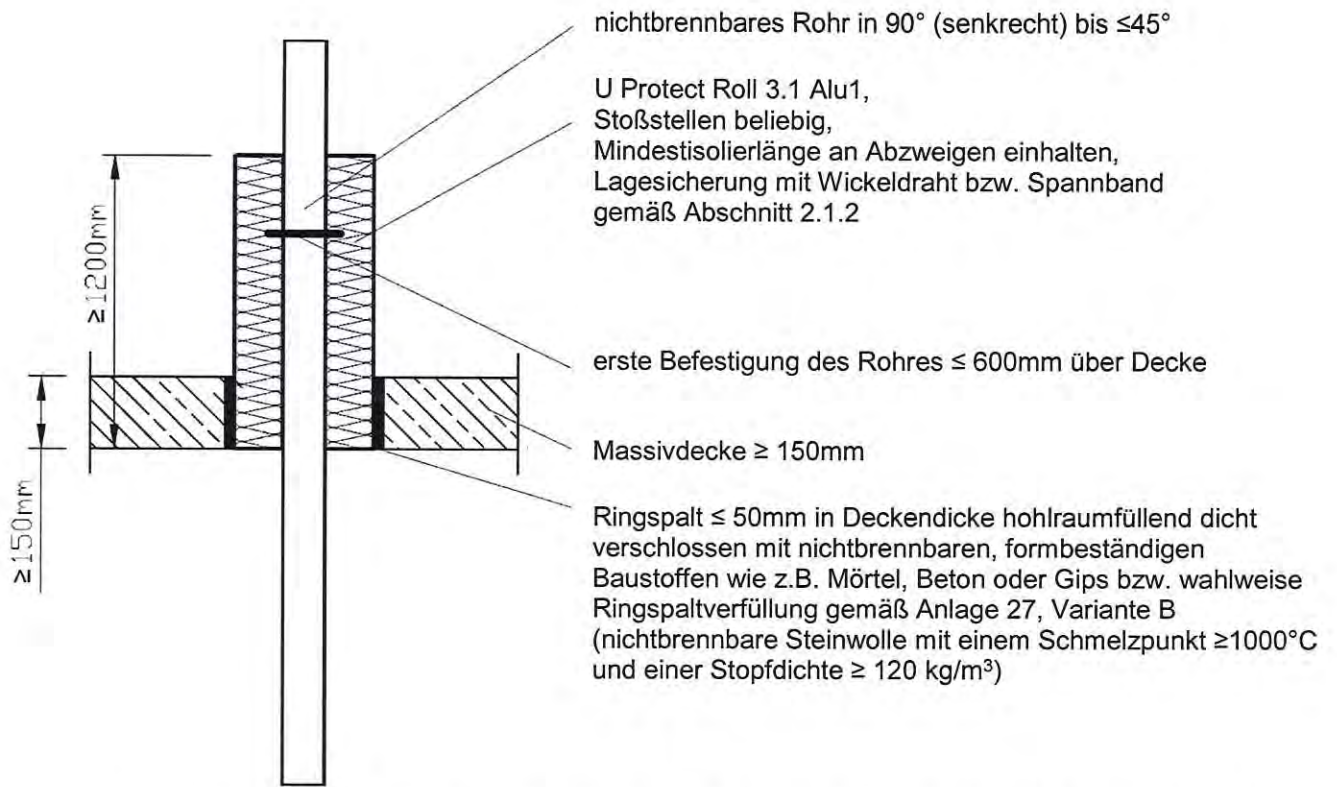 nichtbrennbares Rohr in 90° (senkrecht) bis ≤45°
U Protect Roll 3.1 Alu1,
Stoßstellen beliebig,
Mindestisolierlänge an Abzweigen einhalten,
Lagesicherung mit Wickeldraht bzw. Spannband
gemäß Abschnitt 2.1.2
≥1200mm
erste Befestigung des Rohres ≤ 600mm über Decke
Massivdecke ≥ 150mm
≥150mm
Ringspalt ≤ 50mm in Deckendicke hohlraumfüllend dicht
verschlossen mit nichtbrennbaren, formbeständigen
Baustoffen wie z.B. Mörtel, Beton oder Gips bzw. wahlweise
Ringspaltverfüllung gemäß Anlage 27, Variante B
(nichtbrennbare Steinwolle mit einem Schmelzpunkt ≥1000°C
und einer Stopfdichte ≥ 120 kg/m³)